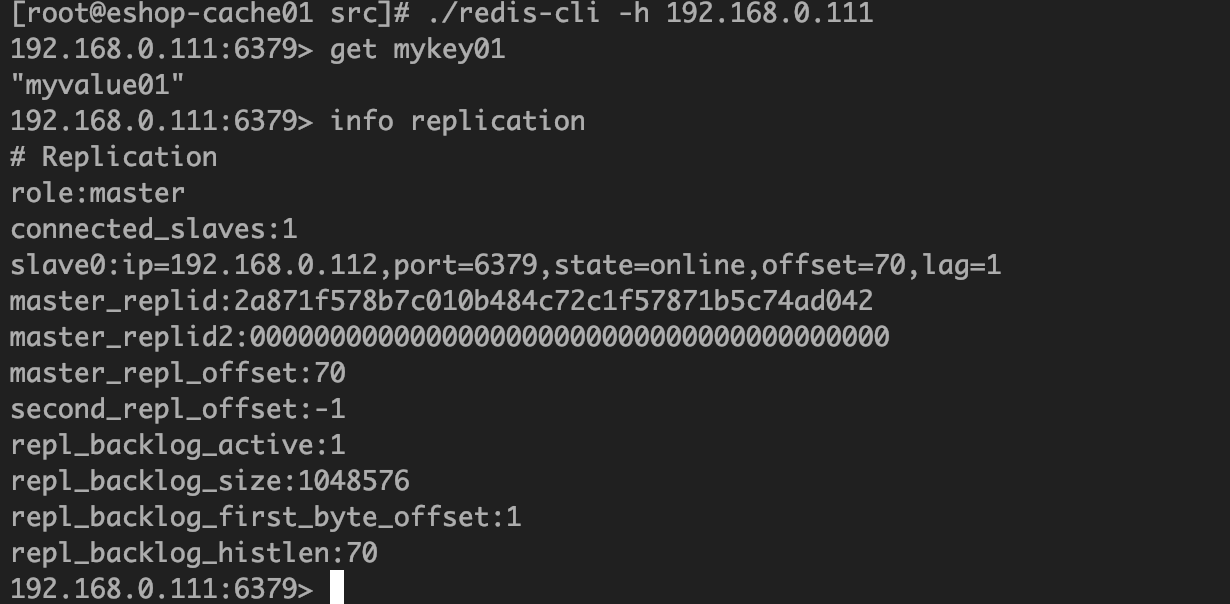 [root@eshop-cache01 src]# ./redis-cli -h 192.168.0.111
192.168.0.111:6379> get mykey01
"myvalue01"
192.168.0.111:6379> info replication
# Replication
role:master
connected_slaves:1
slave0:ip=192.168.0.112,port=6379,state=online,offset=70,lag=1
master_replid:2a871f578b7c010b484c72c1f57871b5c74ad042
master_replid2:0000000000000000000000000000000000000000
master_repl_offset:70
second_repl_offset:-1
repl_backlog_active:1
repl_backlog_size:1048576
repl_backlog_first_byte_offset:1
repl_backlog_histlen:70
192.168.0.111:6379>